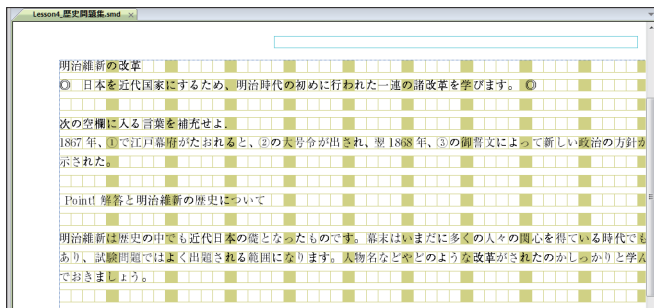 Lesson4_歴史問題集.smd
明治維新の改革
◎　日本を近代国家にするため、明治時代の初めに行われた一連の諸改革を学びます。 ◎
次の空欄に入る言葉を補充せよ.
1867 年、①で江戸幕府がたおれると、②の大号令が出され、翌 1868 年、③の御誓文によって新しい政治の方針が
示された。
Point! 解答と明治維新の歴史について
明治維新は歴史の中でも近代日本の礎となったものです。幕末はいまだに多くの人々の関心を得ている時代でも
あり、試験問題ではよく出題される範囲になります。人物名などやどのような改革がされたのかしっかりと学ん
でおきましょう。